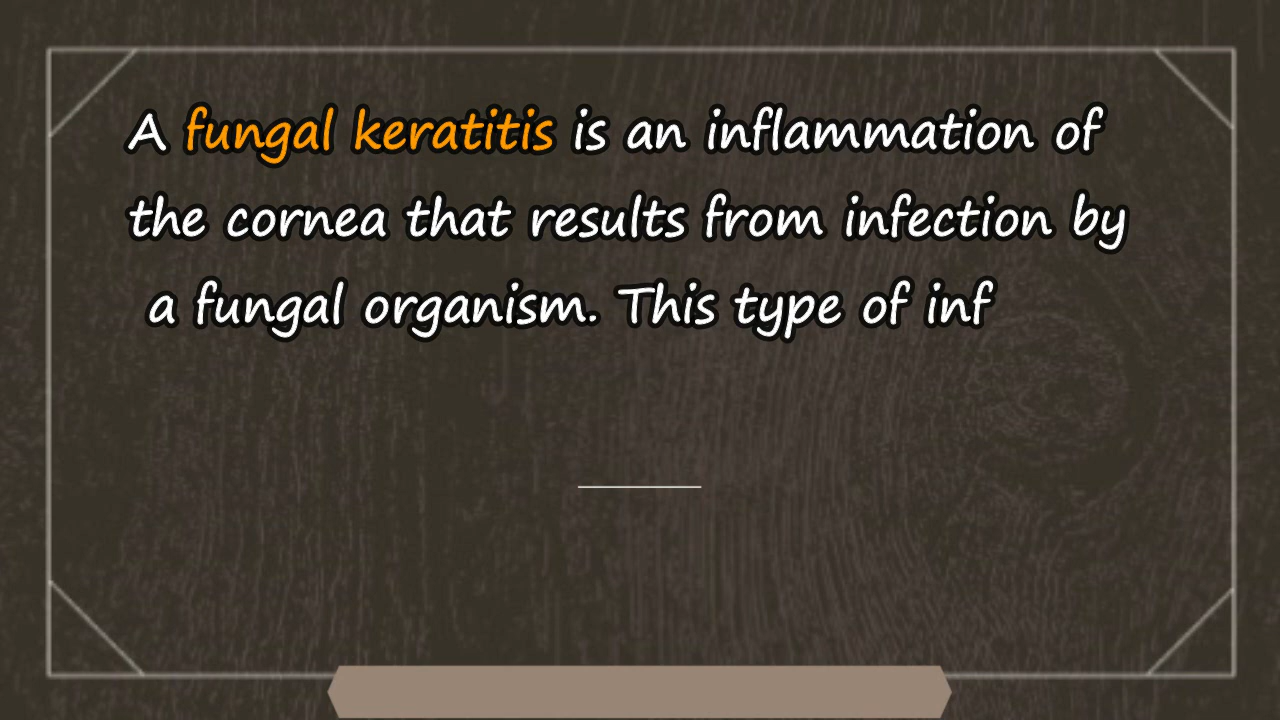 A fungal keratitis is an inflammation of
the cornea that results from infection by
a fungal organism. This type of inf